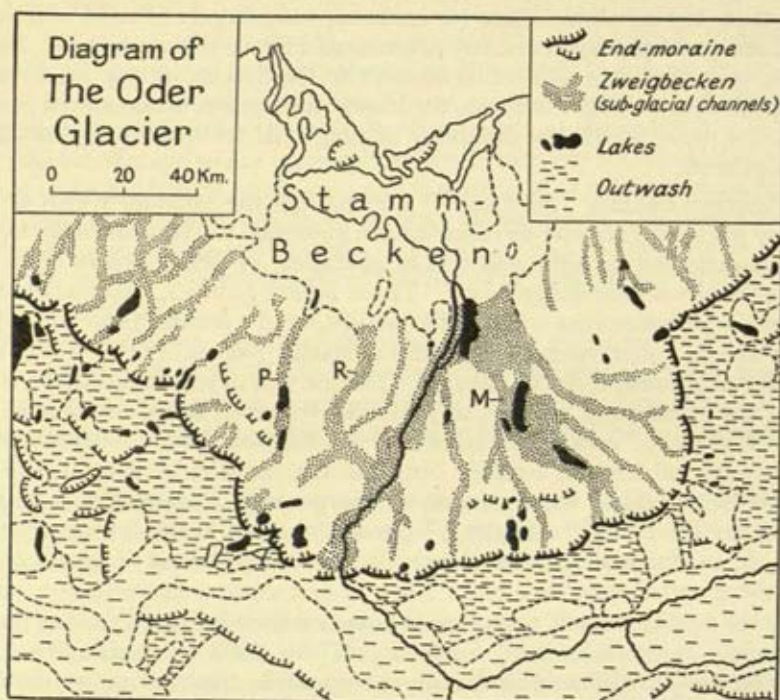 Diagram of
The Oder
Glacier
0 20 40 Km.
End-moraine
Zweigbecken
(sub-glacial channels)
Lakes
Outwash
Stamm-
Becken
P
R
M